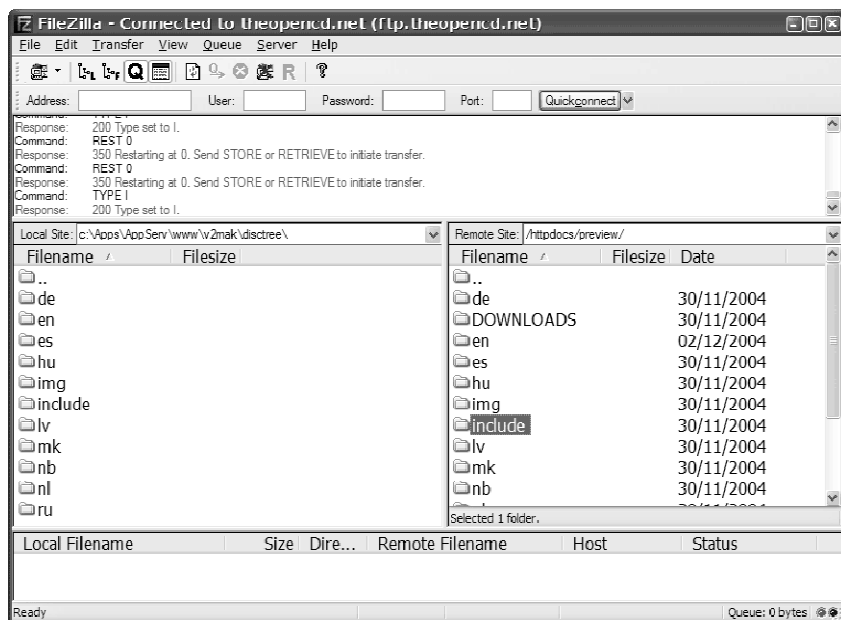 FileZilla - Connected to theopencd.net (ftp.theopencd.net)
File Edit Transfer View Queue Server Help
Address: User: Password: Port: Quickconnect
Command: TYPE I
Response: 200 Type set to I.
Command: REST 0
Response: 350 Restarting at 0. Send STORE or RETRIEVE to initiate transfer.
Command: REST 0
Response: 350 Restarting at 0. Send STORE or RETRIEVE to initiate transfer.
Command: TYPE I
Response: 200 Type set to I.
Local Site: c:\Apps\AppServ\www\v2mak\disctree\
Filename Filesize
..
de
en
es
hu
img
include
lv
mk
nb
nl
ru
Remote Site: /httpdocs/preview/
Filename Filesize Date
..
de 30/11/2004
DOWNLOADS 30/11/2004
en 02/12/2004
es 30/11/2004
hu 30/11/2004
img 30/11/2004
include 30/11/2004
lv 30/11/2004
mk 30/11/2004
nb 30/11/2004
Selected 1 folder.
Local Filename Size Dire... Remote Filename Host Status
Ready Queue: 0 bytes